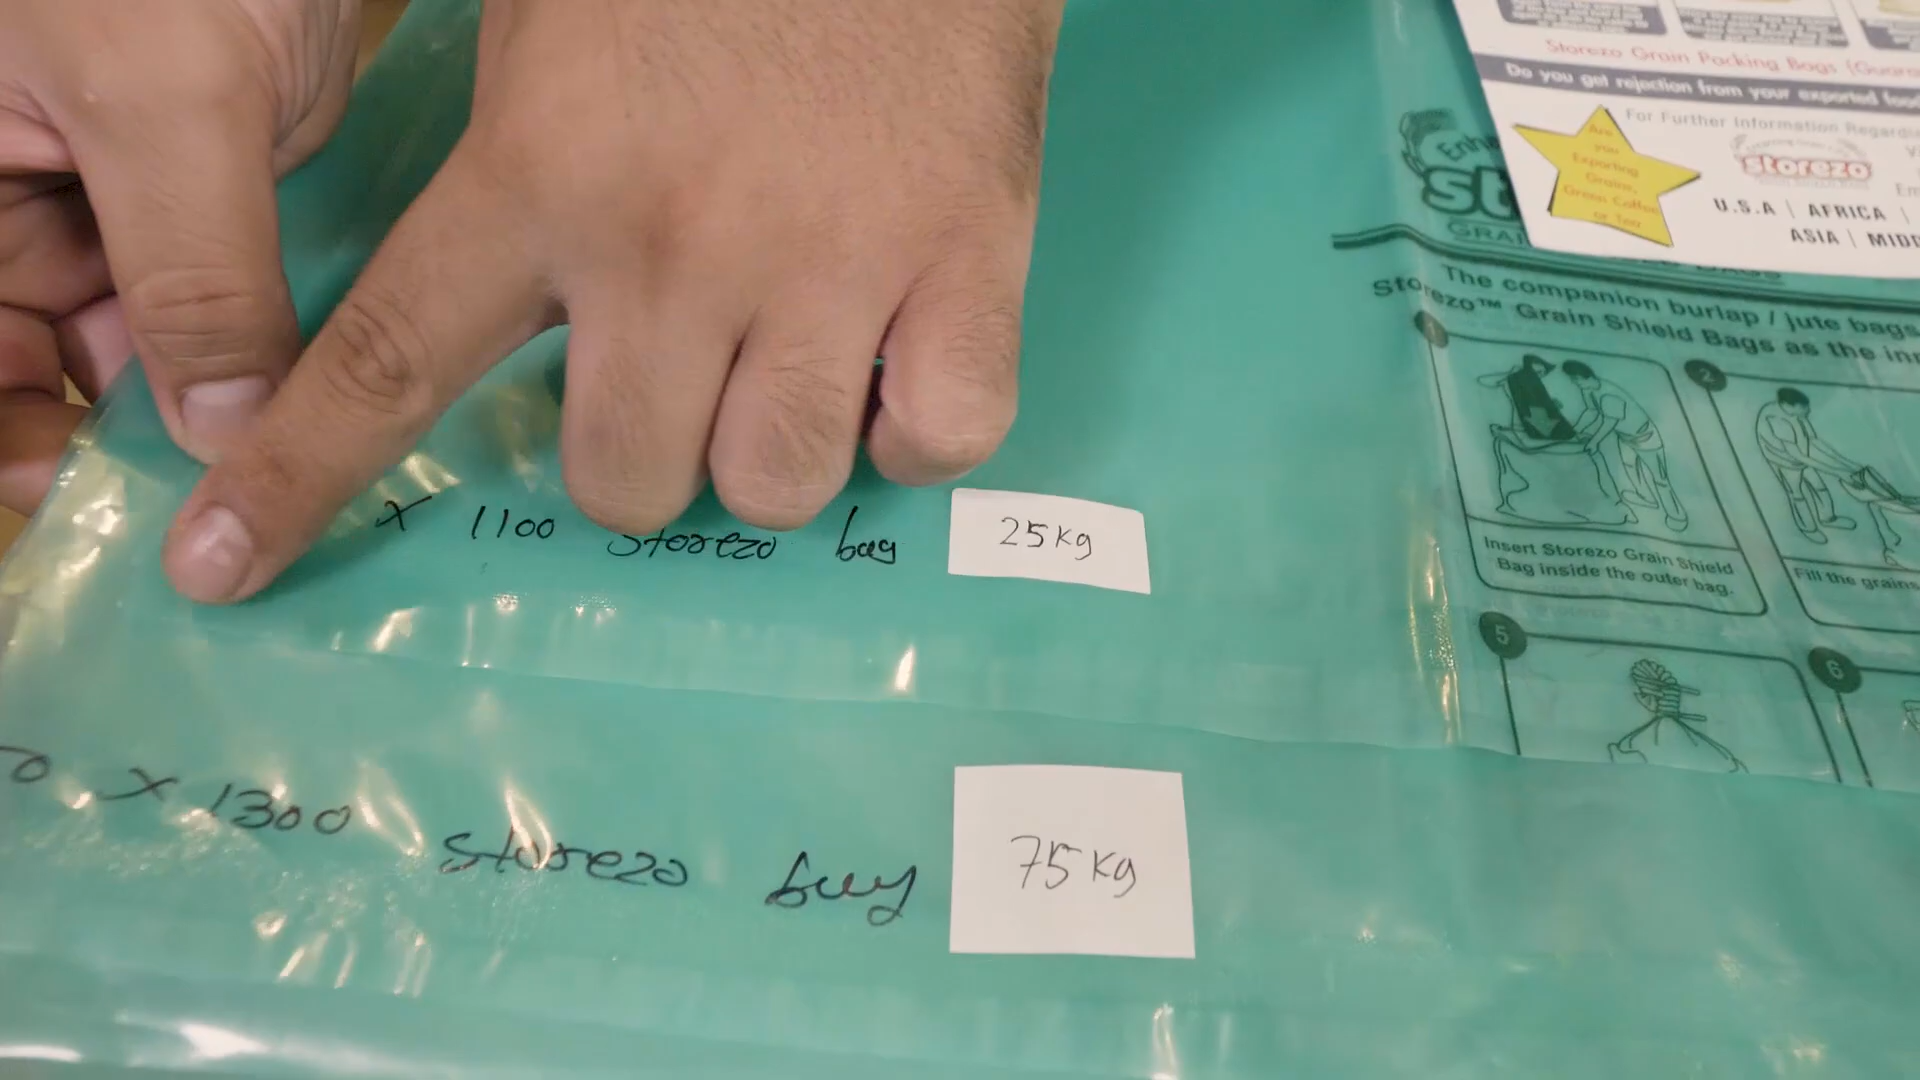 Storezo Grain Packing Bags
Do you get rejection from your exported food
For Further Information
Are
you
Exporting
Grains,
Green Coffee
or Tea?
storezo
U.S.A | AFRICA |
ASIA |
The companion burlap / jute bags
Storezo™ Grain Shield Bags as the
1
2
Insert Storezo Grain Shield
Bag inside the outer bag.
Fill the grains
5
6
X 1100 Storezo bag 25kg
X 1300 Storezo bag 75kg